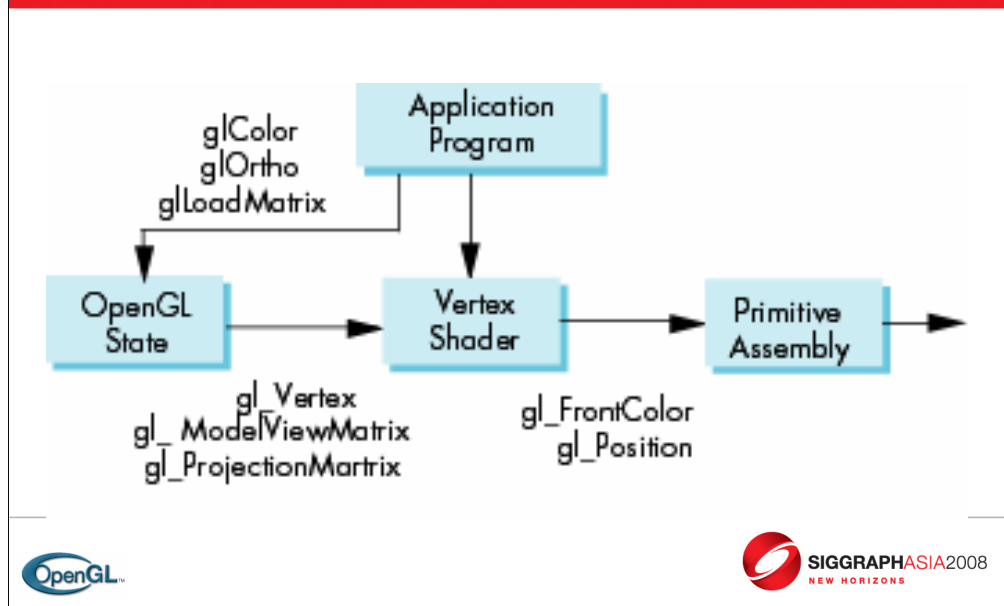 Application
Program
glColor
glOrtho
glLoadMatrix
OpenGL
State
Vertex
Shader
Primitive
Assembly
gl_Vertex
gl_ ModelViewMatrix
gl_ProjectionMartrix
gl_FrontColor
gl_Position
OpenGL™
SIGGRAPHASIA2008
NEW HORIZONS